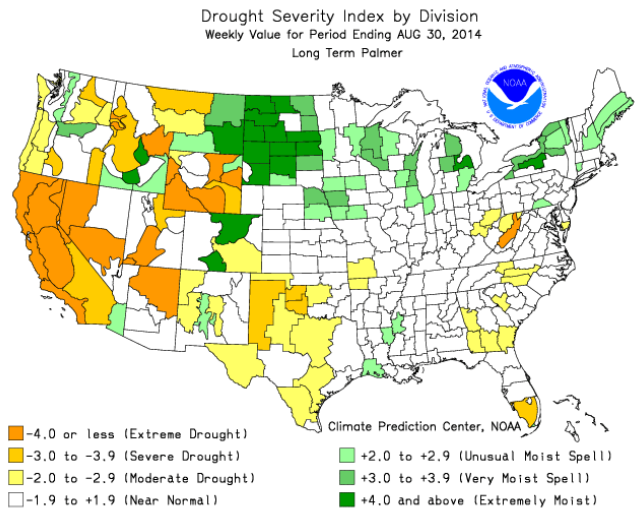 Drought Severity Index by Division
Weekly Value for Period Ending AUG 30, 2014
Long Term Palmer
NOAA
Climate Prediction Center, NOAA
-4.0 or less (Extreme Drought)
-3.0 to -3.9 (Severe Drought)
-2.0 to -2.9 (Moderate Drought)
-1.9 to +1.9 (Near Normal)
+2.0 to +2.9 (Unusual Moist Spell)
+3.0 to +3.9 (Very Moist Spell)
+4.0 and above (Extremely Moist)